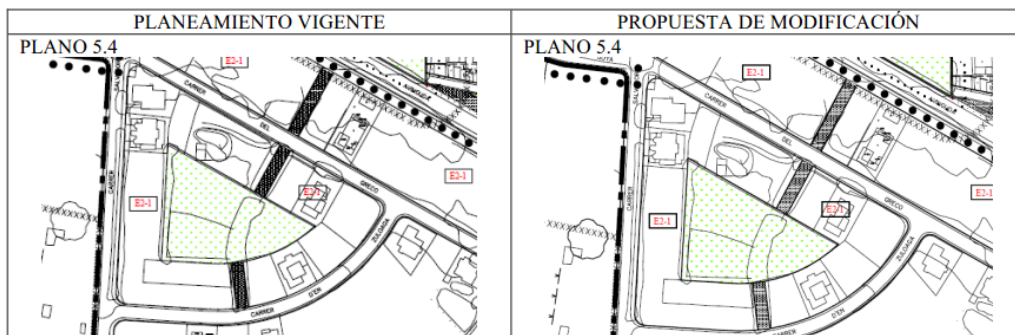 PLANEAMIENTO VIGENTE
PROPUESTA DE MODIFICACIÓN
PLANO 5.4
E2-1
CARRER
DEL
GRECO
E2-1
E2-1
E2-1
CARRER
ZULOAGA
CARRER
D'EN
PLANO 5.4
E2-1
CARRER
DEL
GRECO
E2-1
E2-1
E2-1
CARRER
ZULOAGA
CARRER
D'EN